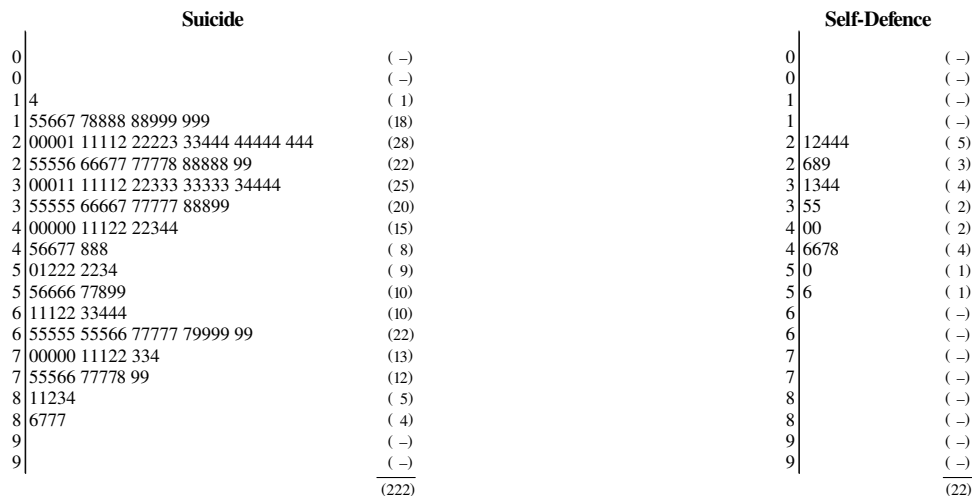 Suicide Self-Defence
0 ( –) 0 ( –)
0 ( –) 0 ( –)
1 4 ( 1) 1 ( –)
1 55667 78888 88999 999 (18) 1 ( –)
2 00001 11112 22223 33444 44444 444 (28) 2 12444 ( 5)
2 55556 66677 77778 88888 99 (22) 2 689 ( 3)
3 00011 11112 22333 33333 34444 (25) 3 1344 ( 4)
3 55555 66667 77777 88899 (20) 3 55 ( 2)
4 00000 11122 22344 (15) 4 00 ( 2)
4 56677 888 ( 8) 4 6678 ( 4)
5 01222 2234 ( 9) 5 0 ( 1)
5 56666 77899 (10) 5 6 ( 1)
6 11122 33444 (10) 6 ( –)
6 55555 55566 77777 79999 99 (22) 6 ( –)
7 00000 11122 334 (13) 7 ( –)
7 55566 77778 99 (12) 7 ( –)
8 11234 ( 5) 8 ( –)
8 6777 ( 4) 8 ( –)
9 ( –) 9 ( –)
9 ( –) 9 ( –)
(222) (22)